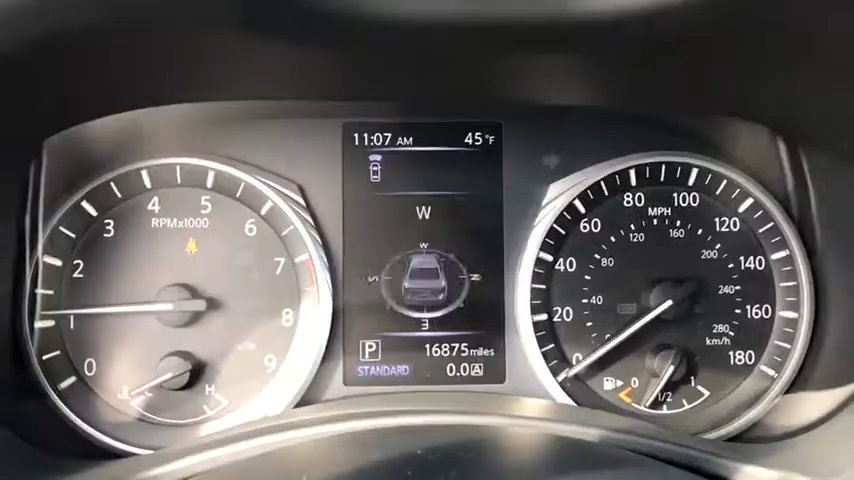 11:07 AM 45°F
W
W
S N
E
P 16875 miles
STANDARD 0.0 A
RPMx1000
0 1 2 3 4 5 6 7 8 9
C H
MPH
0 20 40 60 80 100 120 140 160 180
40 80 120 160 200 240 280
km/h
0 1/2 1